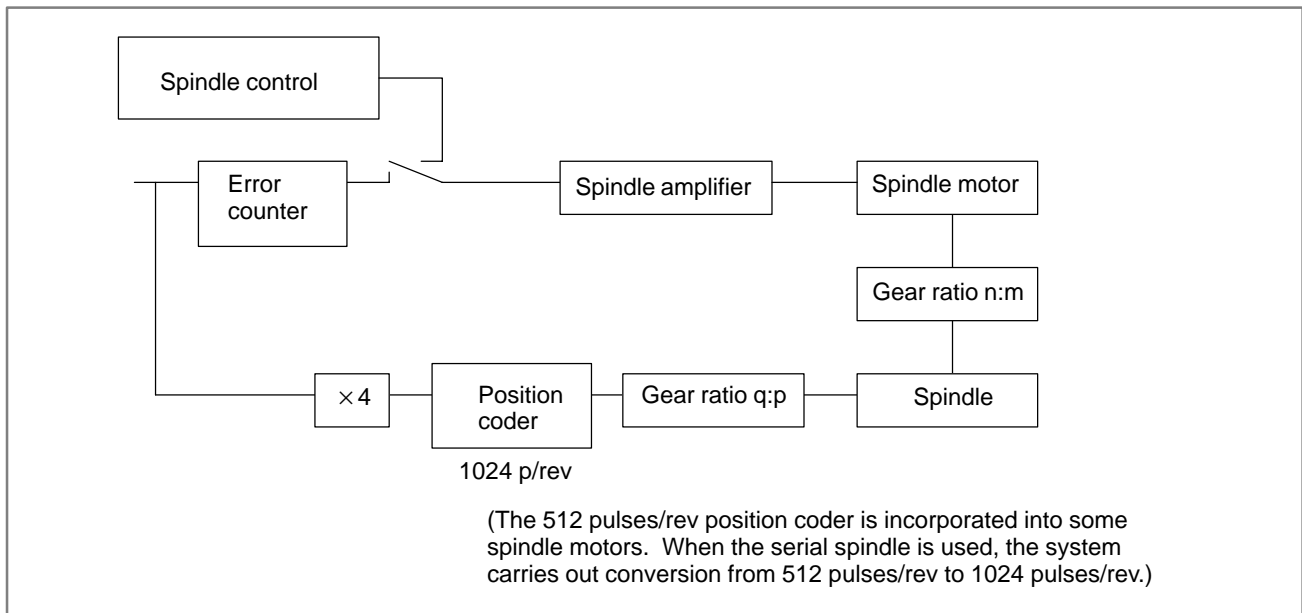 Spindle control
Error
counter
Spindle amplifier
Spindle motor
Gear ratio n:m
×4
Position
coder
Gear ratio q:p
Spindle
1024 p/rev
(The 512 pulses/rev position coder is incorporated into some
spindle motors. When the serial spindle is used, the system
carries out conversion from 512 pulses/rev to 1024 pulses/rev.)